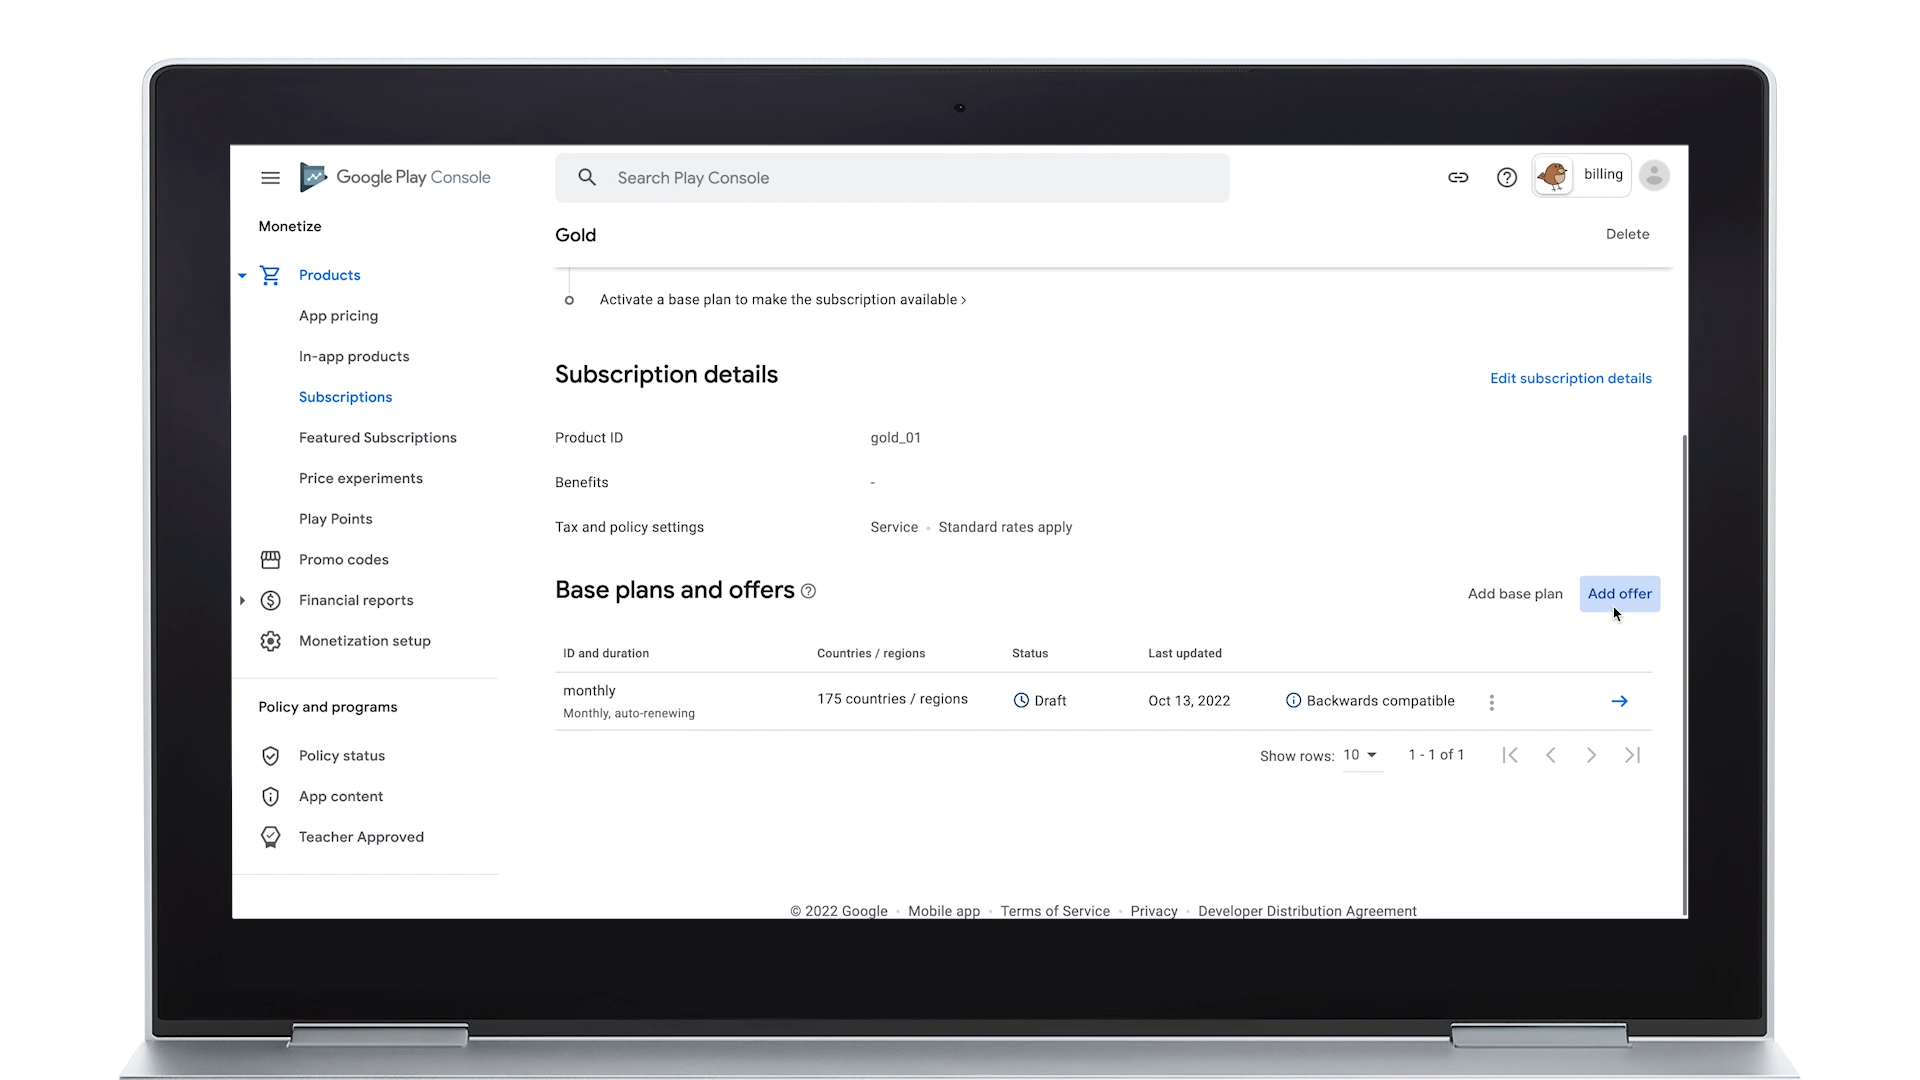 Google Play Console
Search Play Console
billing
Monetize
Gold
Delete
Products
Activate a base plan to make the subscription available ›
App pricing
In-app products
Subscription details
Edit subscription details
Subscriptions
Featured Subscriptions
Product ID gold_01
Price experiments
Benefits -
Play Points
Tax and policy settings Service • Standard rates apply
Promo codes
Base plans and offers
Add base plan Add offer
Financial reports
Monetization setup
ID and duration Countries / regions Status Last updated
monthly
Monthly, auto-renewing
175 countries / regions Draft Oct 13, 2022 Backwards compatible
Policy and programs
Policy status
Show rows: 10 1 - 1 of 1
App content
Teacher Approved
© 2022 Google • Mobile app • Terms of Service • Privacy • Developer Distribution Agreement